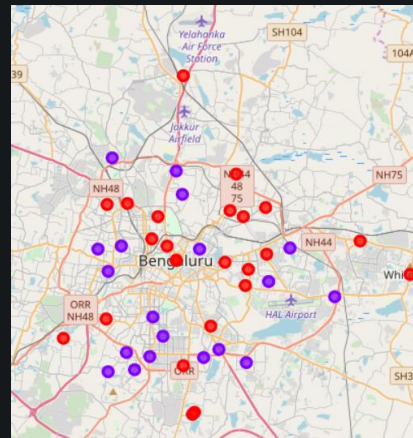 Yelahanka
Air Force
Station
SH104
104A
39
Jakkur
Airfield
NH44
48
75
NH48
NH75
NH44
Bengaluru
Whi
HAL Airport
ORR
NH48
ORR
SH3